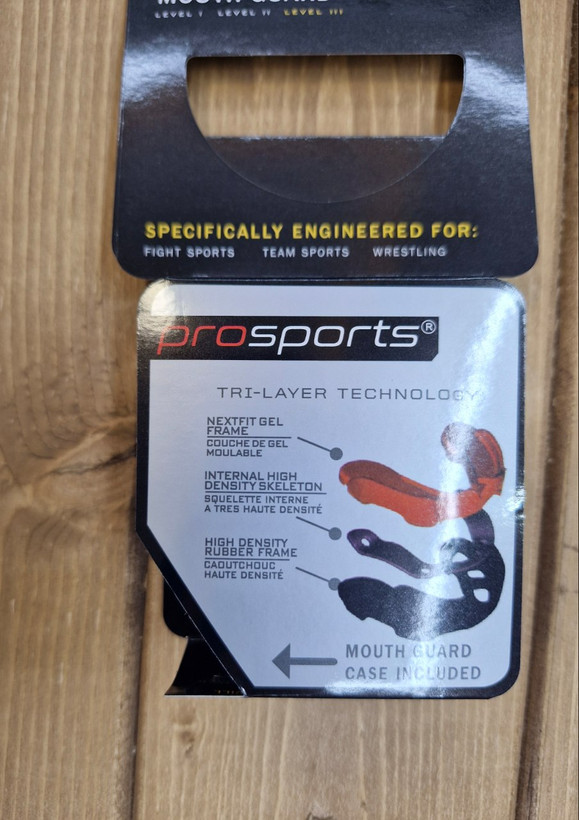 MOUTH GUARD
LEVEL I LEVEL II LEVEL III
SPECIFICALLY ENGINEERED FOR:
FIGHT SPORTS TEAM SPORTS WRESTLING
prosports®
TRI-LAYER TECHNOLOGY
NEXTFIT GEL
FRAME
COUCHE DE GEL
MOULABLE
INTERNAL HIGH
DENSITY SKELETON
SQUELETTE INTERNE
A TRES HAUTE DENSITÉ
HIGH DENSITY
RUBBER FRAME
CAOUTCHOUC
HAUTE DENSITÉ
MOUTH GUARD
CASE INCLUDED